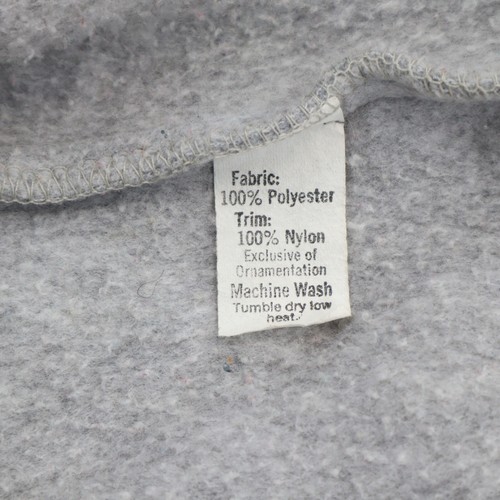 Fabric:
100% Polyester
Trim:
100% Nylon
Exclusive of
Ornamentation
Machine Wash
Tumble dry low
heat.